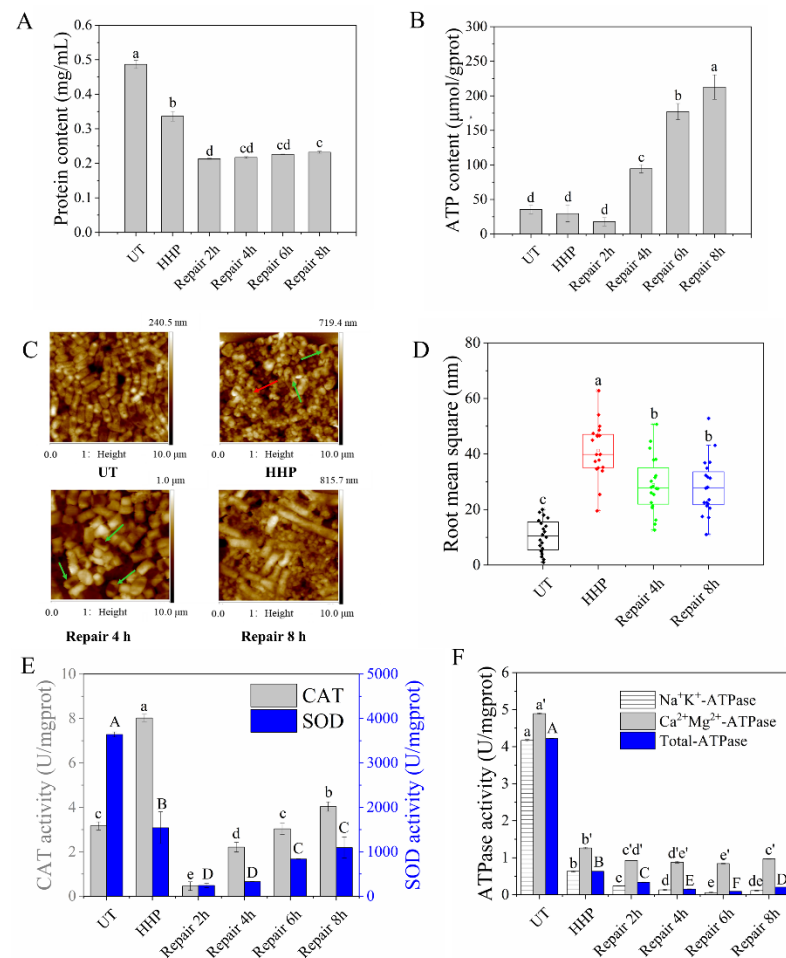 A
Protein content (mg/mL)
0.6
0.5
0.4
0.3
0.2
0.1
0.0
a
b
d
cd
cd
c
UT
HHP
Repair 2h
Repair 4h
Repair 6h
Repair 8h
B
ATP content (μmol/gprot)
300
250
200
150
100
50
0
d
d
d
c
b
a
UT
HHP
Repair 2h
Repair 4h
Repair 6h
Repair 8h
C
240.5 nm
0.0 1: Height 10.0 μm
UT
719.4 nm
0.0 1: Height 10.0 μm
HHP
1.0 μm
0.0 1: Height 10.0 μm
Repair 4 h
815.7 nm
0.0 1: Height 10.0 μm
Repair 8 h
D
Root mean square (nm)
80
60
40
20
0
c
a
b
b
UT
HHP
Repair 4h
Repair 8h
E
CAT activity (U/mgprot)
10
8
6
4
2
0
CAT
SOD
c A
a B
e D
d D
c C
b C
5000
4000
3000
2000
1000
0
SOD activity (U/mgprot)
UT
HHP
Repair 2h
Repair 4h
Repair 6h
Repair 8h
F
ATPase activity (U/mgprot)
6
5
4
3
2
1
0
Na⁺K⁺-ATPase
Ca²⁺Mg²⁺-ATPase
Total-ATPase
a a' A
b b' B
c c'd' C
d d'e' E
e e' F
de c' D
UT
HHP
Repair 2h
Repair 4h
Repair 6h
Repair 8h